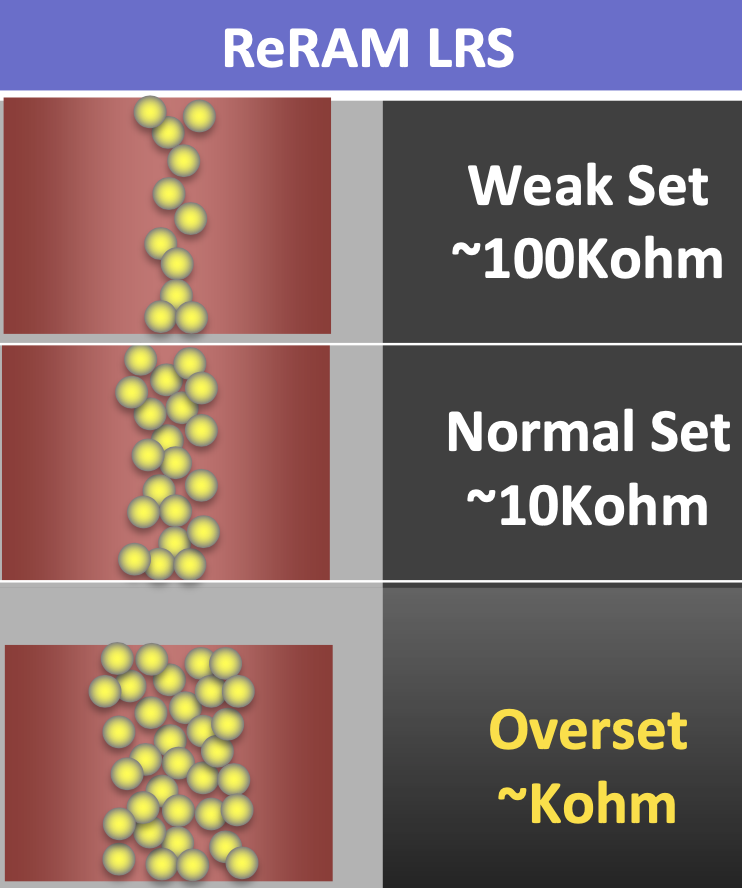 ReRAM LRS
Weak Set
~100Kohm
Normal Set
~10Kohm
Overset
~Kohm